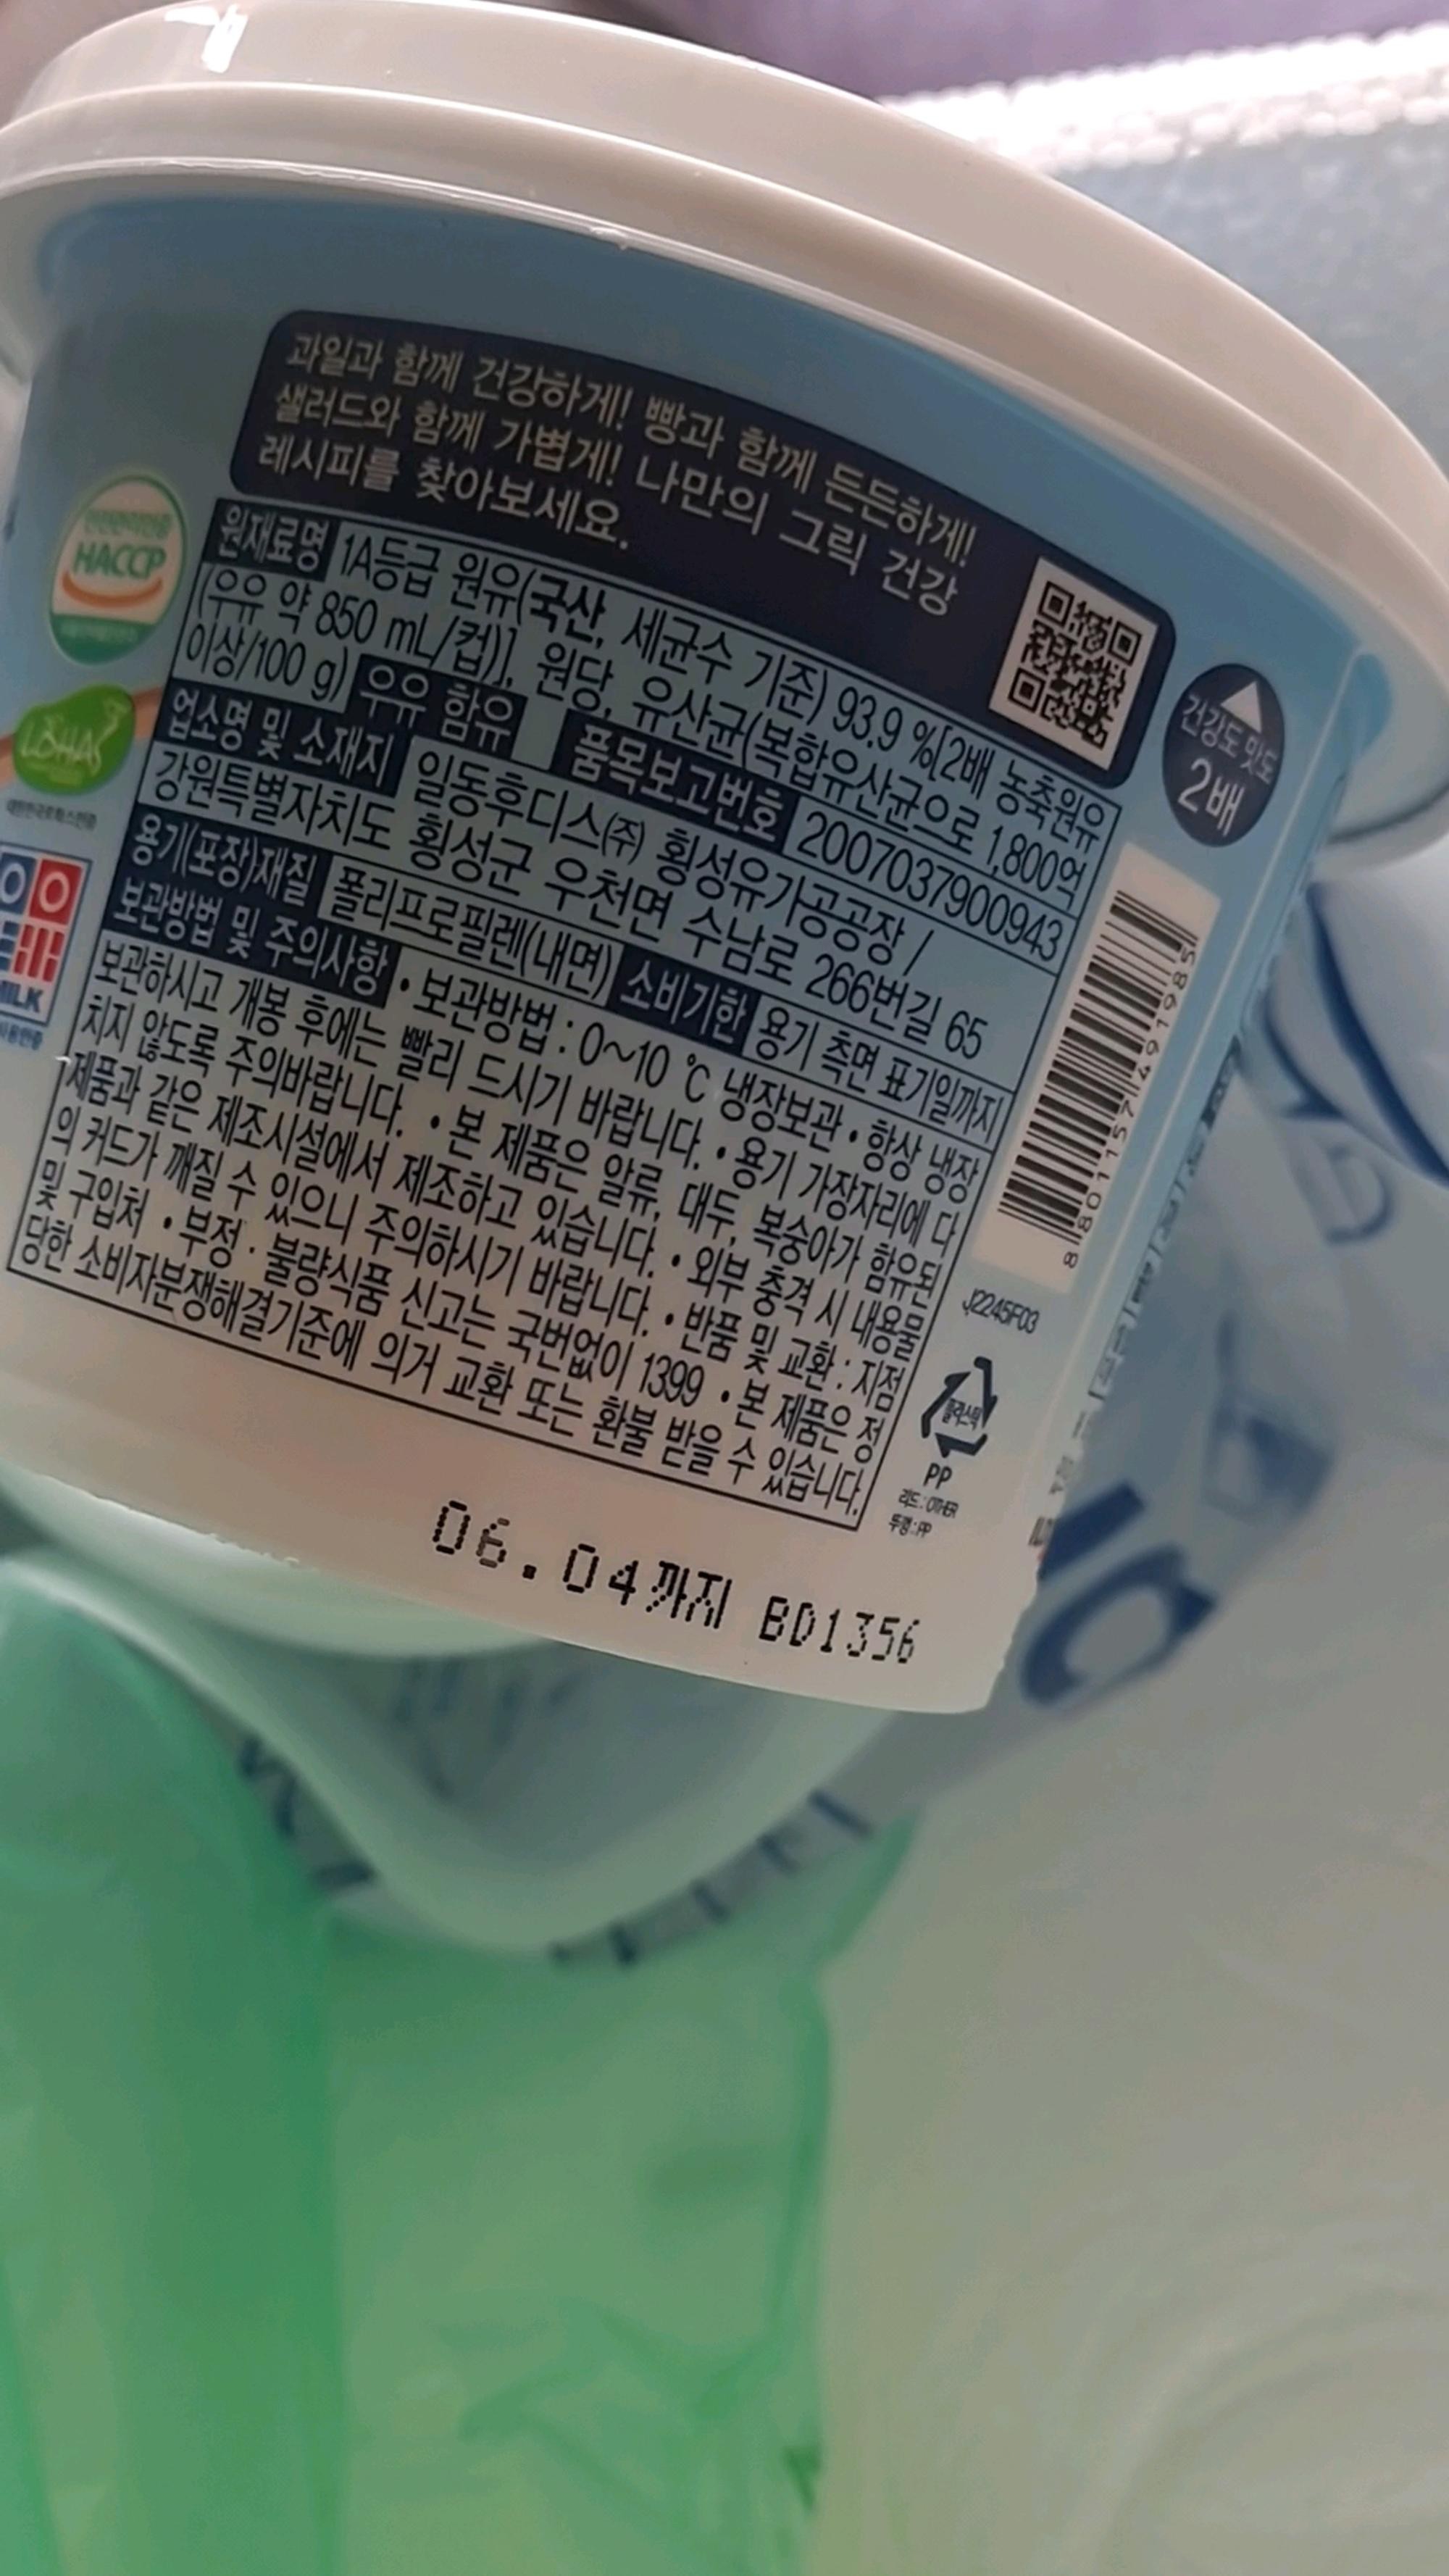 과일과 함께 건강하게! 빵과 함께 든든하게!
샐러드와 함께 가볍게! 나만의 그릭 건강
레시피를 찾아보세요.
HACCP
LOHAS
MILK
건강도 맛도
2배
원재료명 1A등급 원유(국산, 세균수 기준) 93.9 %[2배 농축원유
(우유 약 850 mL/컵)], 원당, 유산균(복합유산균으로 1,800억
이상/100 g) 우유 함유 품목보고번호 2007037900943
업소명 및 소재지 일동후디스㈜ 횡성유가공공장 /
강원특별자치도 횡성군 우천면 수남로 266번길 65
용기(포장)재질 폴리프로필렌(내면) 소비기한 용기 측면 표기일까지
보관방법 및 주의사항 • 보관방법 : 0~10 ℃ 냉장보관 • 항상 냉장
보관하시고 개봉 후에는 빨리 드시기 바랍니다. • 용기 가장자리에 다
치지 않도록 주의바랍니다. • 본 제품은 알류, 대두, 복숭아가 함유된
제품과 같은 제조시설에서 제조하고 있습니다. • 외부 충격 시 내용물
의 커드가 깨질 수 있으니 주의하시기 바랍니다. • 반품 및 교환 : 지점
및 구입처 • 부정 · 불량식품 신고는 국번없이 1399 • 본 제품은 정
당한 소비자분쟁해결기준에 의거 교환 또는 환불 받을 수 있습니다.
8 801157 491985
J2245F03
플라스틱
PP
리드 : OTHER
뚜껑 : PP
06.04까지 BD1356